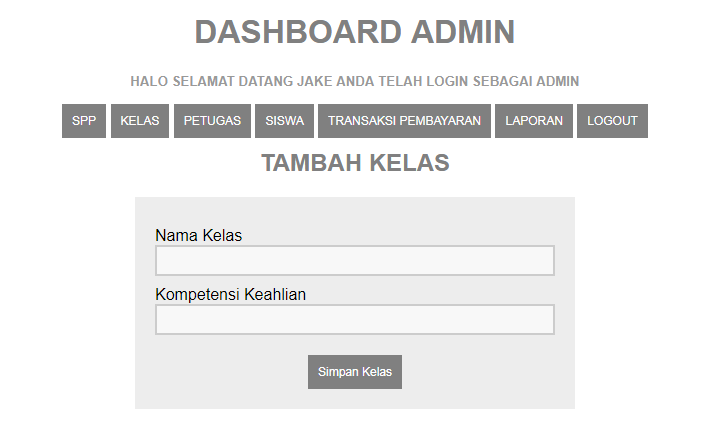 DASHBOARD ADMIN
HALO SELAMAT DATANG JAKE ANDA TELAH LOGIN SEBAGAI ADMIN
SPP KELAS PETUGAS SISWA TRANSAKSI PEMBAYARAN LAPORAN LOGOUT
TAMBAH KELAS
Nama Kelas
Kompetensi Keahlian
Simpan Kelas